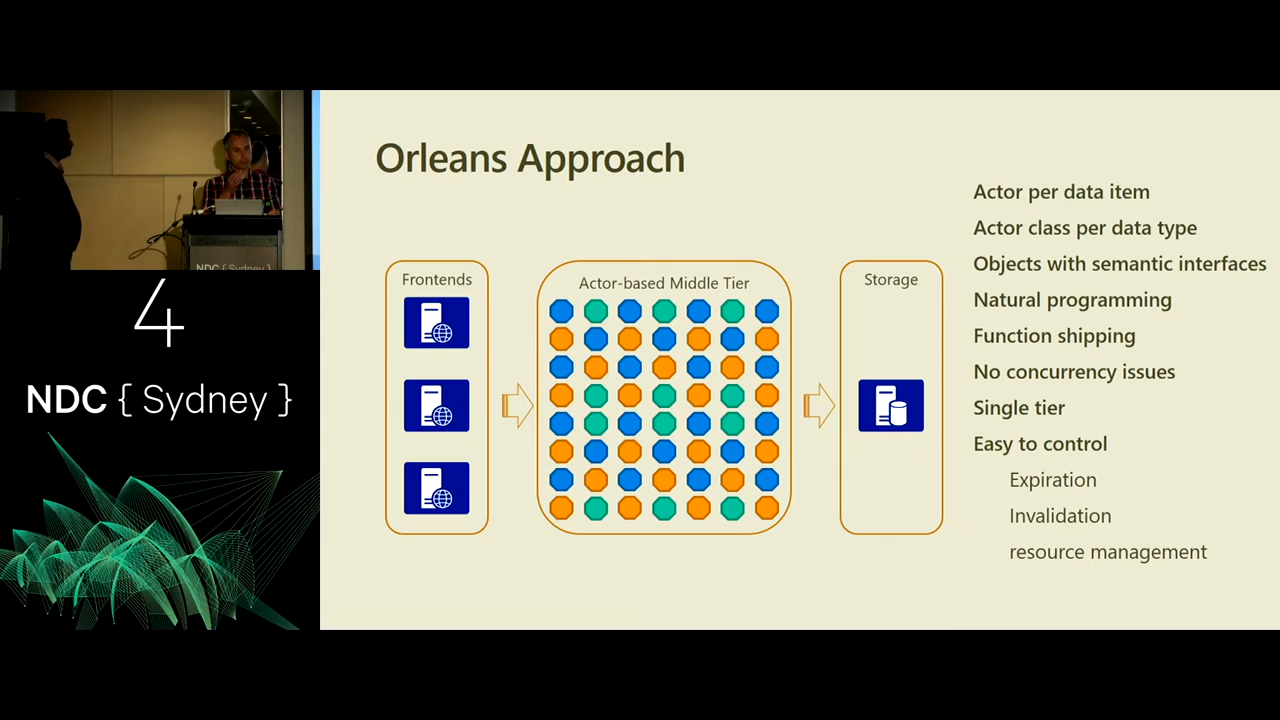 NDC { Sydney }
4
NDC { Sydney }
Orleans Approach
Frontends
Actor-based Middle Tier
Storage
Actor per data item
Actor class per data type
Objects with semantic interfaces
Natural programming
Function shipping
No concurrency issues
Single tier
Easy to control
Expiration
Invalidation
resource management